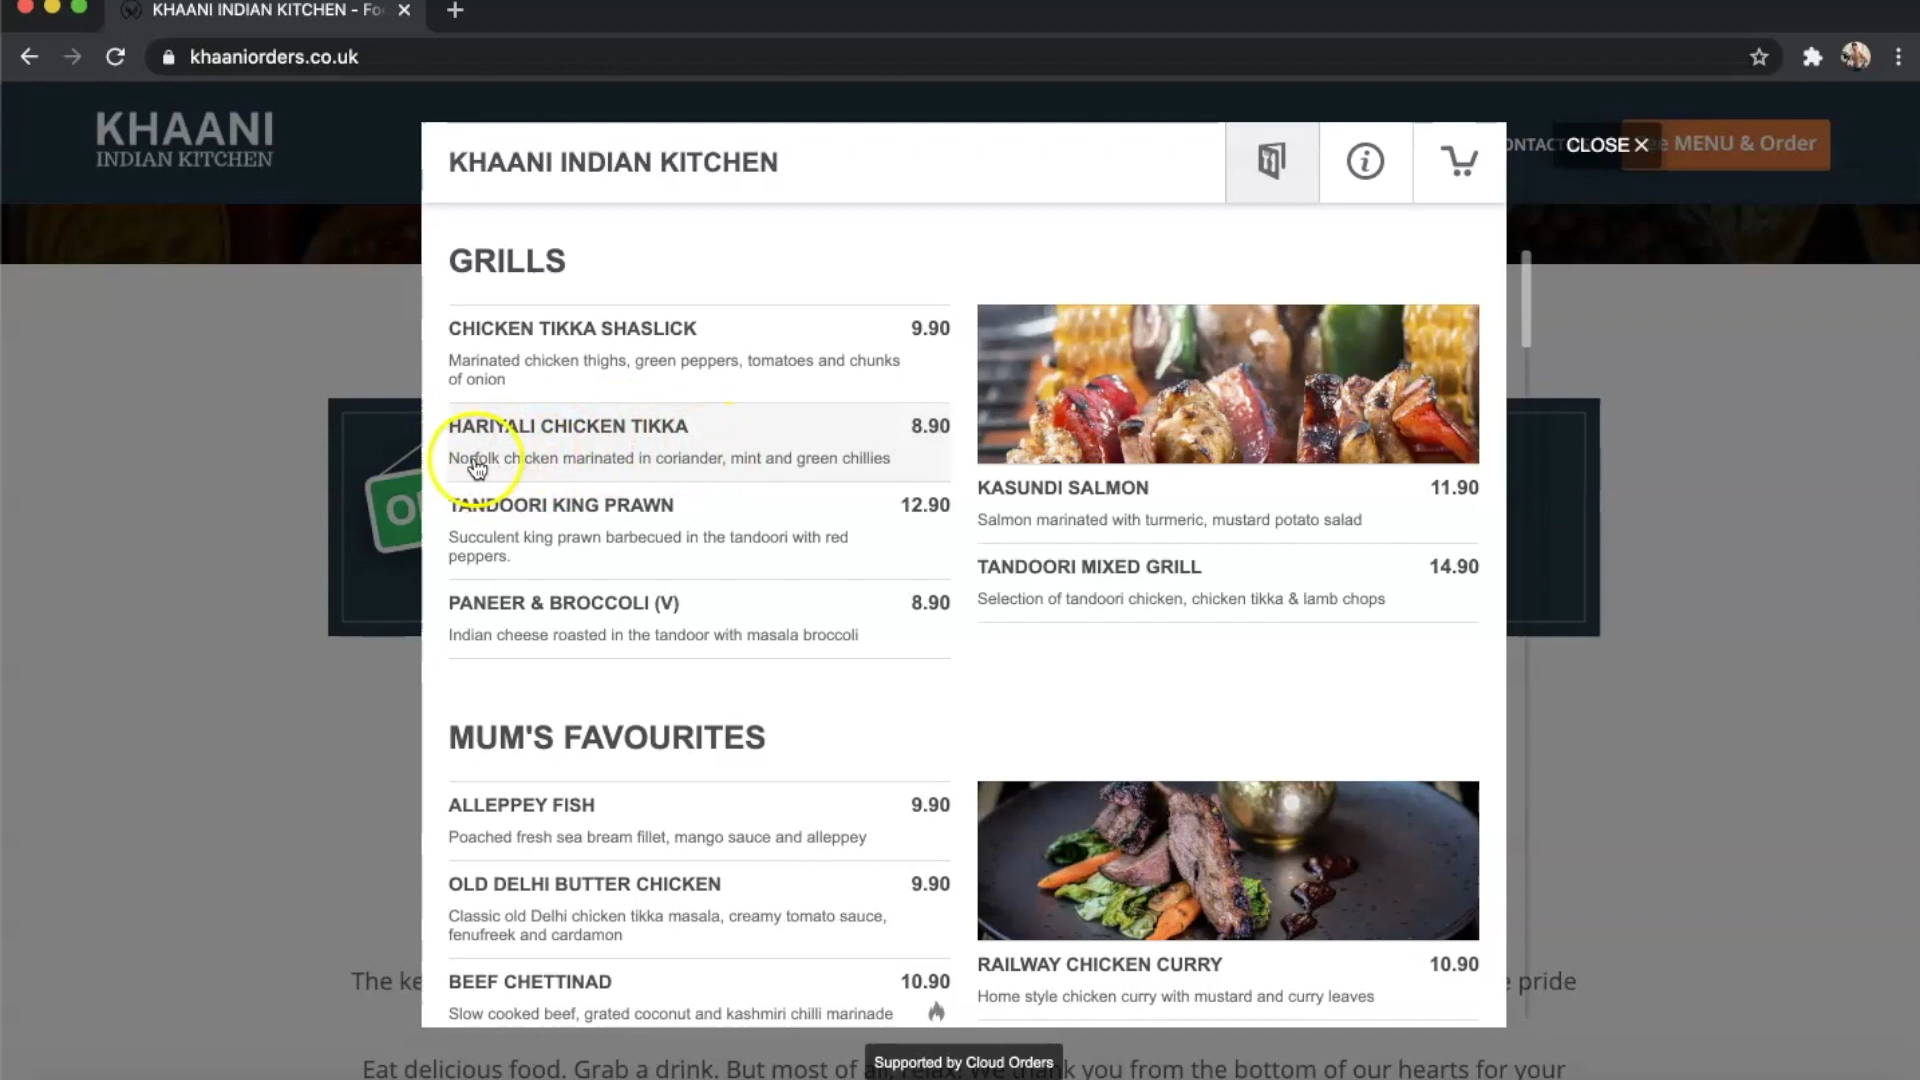 KHAANI INDIAN KITCHEN - Fo
khaaniorders.co.uk
KHAANI
INDIAN KITCHEN
KHAANI INDIAN KITCHEN
CLOSE ×
MENU & Order
GRILLS
CHICKEN TIKKA SHASLICK 9.90
Marinated chicken thighs, green peppers, tomatoes and chunks
of onion
HARIYALI CHICKEN TIKKA 8.90
Norfolk chicken marinated in coriander, mint and green chillies
TANDOORI KING PRAWN 12.90
Succulent king prawn barbecued in the tandoori with red
peppers.
PANEER & BROCCOLI (V) 8.90
Indian cheese roasted in the tandoor with masala broccoli
KASUNDI SALMON 11.90
Salmon marinated with turmeric, mustard potato salad
TANDOORI MIXED GRILL 14.90
Selection of tandoori chicken, chicken tikka & lamb chops
MUM'S FAVOURITES
ALLEPPEY FISH 9.90
Poached fresh sea bream fillet, mango sauce and alleppey
OLD DELHI BUTTER CHICKEN 9.90
Classic old Delhi chicken tikka masala, creamy tomato sauce,
fenufreek and cardamon
BEEF CHETTINAD 10.90
Slow cooked beef, grated coconut and kashmiri chilli marinade
RAILWAY CHICKEN CURRY 10.90
Home style chicken curry with mustard and curry leaves
The pride
Supported by Cloud Orders
Eat delicious food. Grab a drink. But most of you from the bottom of our hearts for your